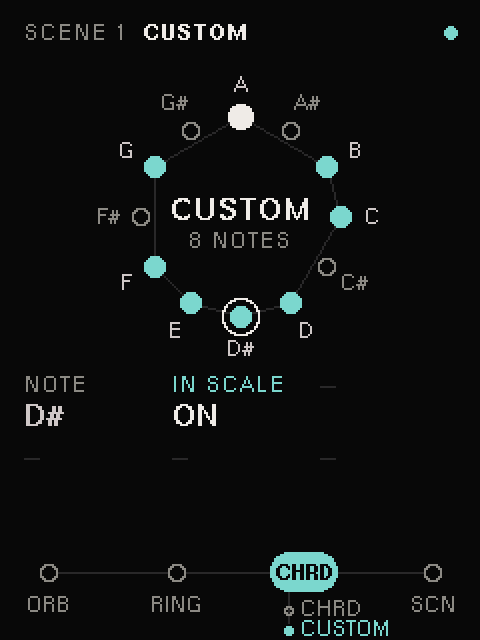 SCENE 1 CUSTOM
A
G# A#
G B
F# CUSTOM C
8 NOTES
F C#
E D
D#
NOTE IN SCALE
D# ON
CHRD
ORB RING CHRD SCN
CUSTOM